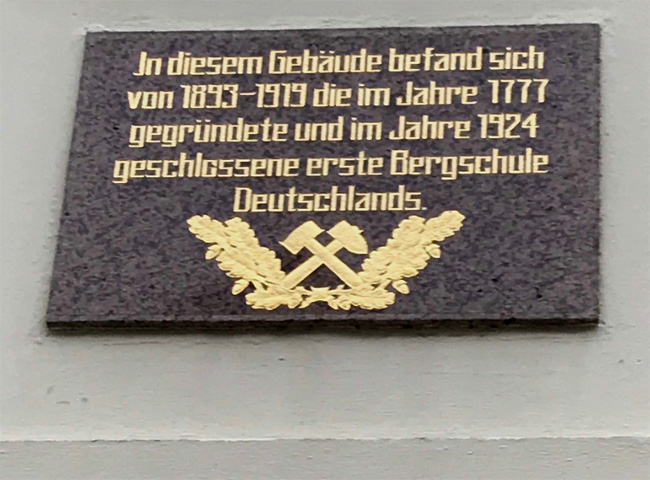 In diesem Gebäude befand sich
von 1893-1919 die im Jahre 1777
gegründete und im Jahre 1924
geschlossene erste Bergschule
Deutschlands.